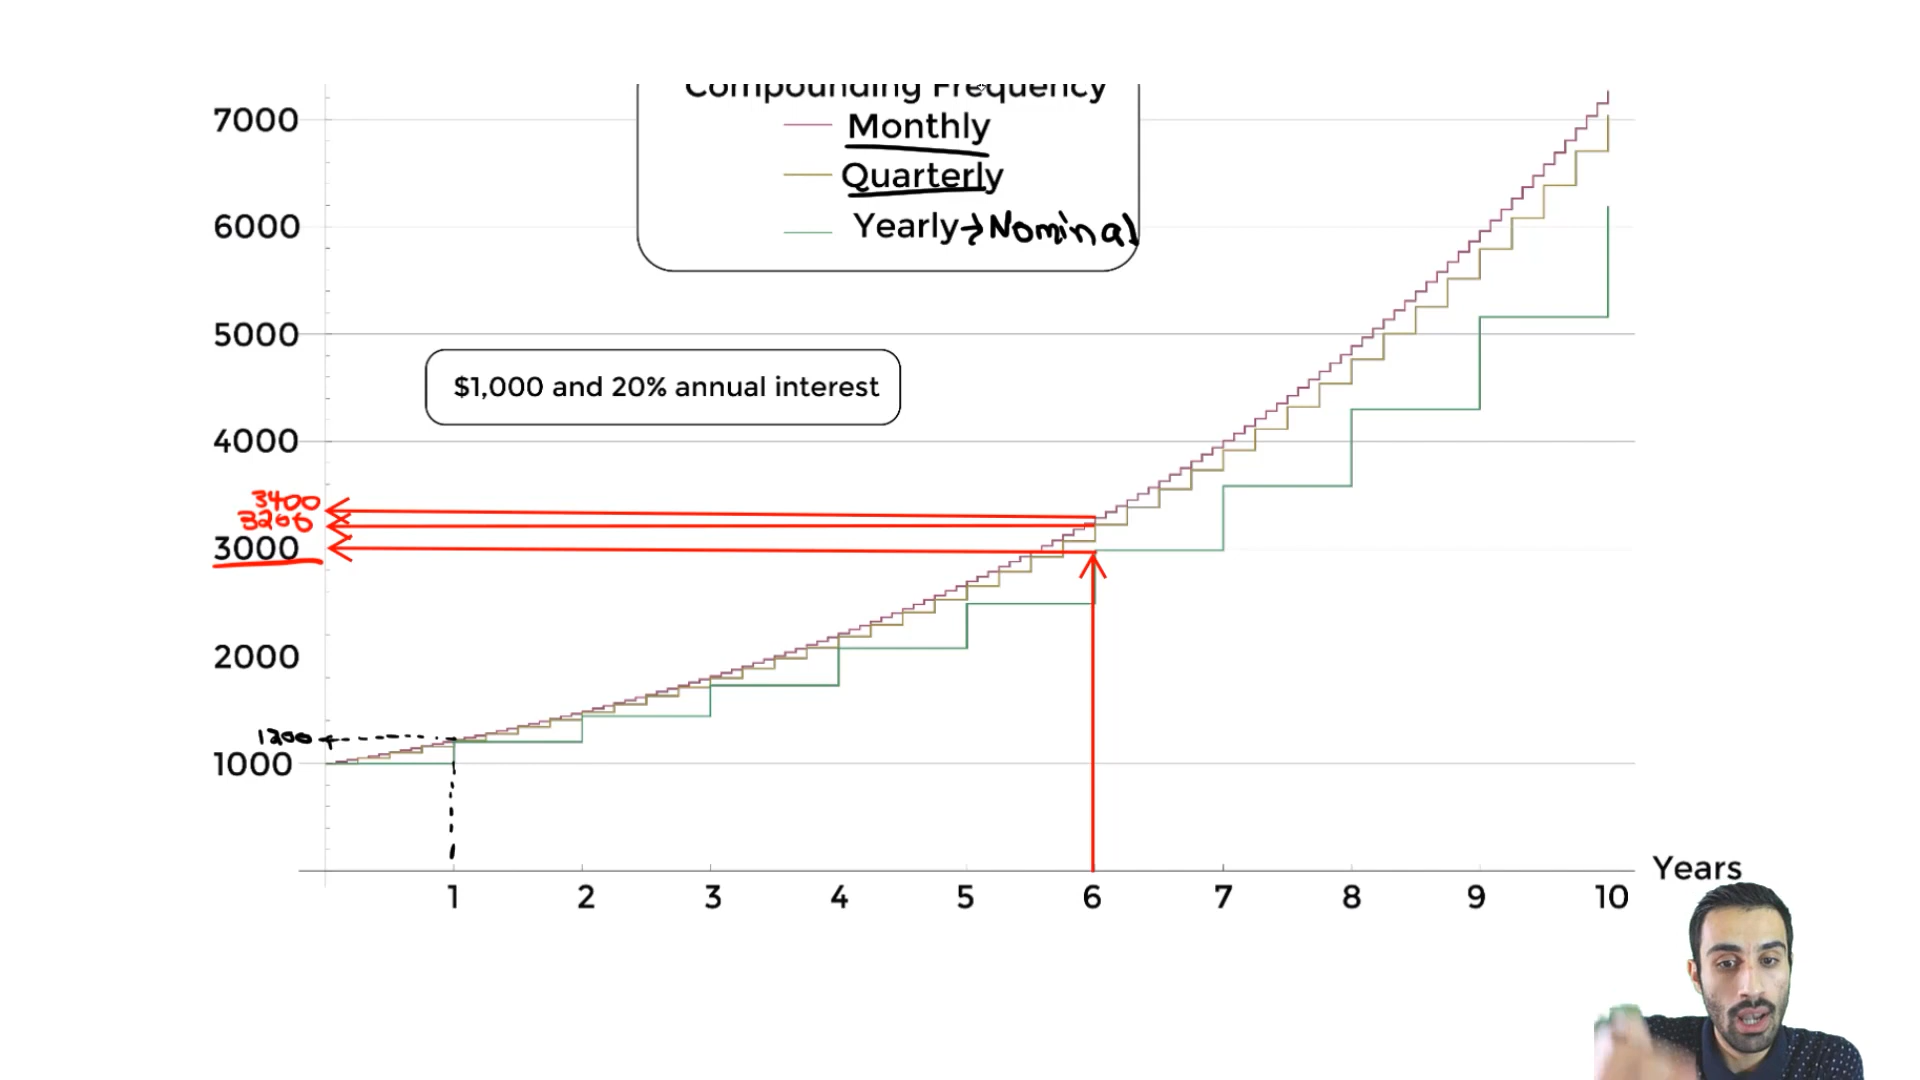 Compounding Frequency
7000
Monthly
Quarterly
6000
Yearly→Nominal
5000
$1,000 and 20% annual interest
4000
3400
3200
3000
2000
1200
1000
Years
1 2 3 4 5 6 7 8 9 10